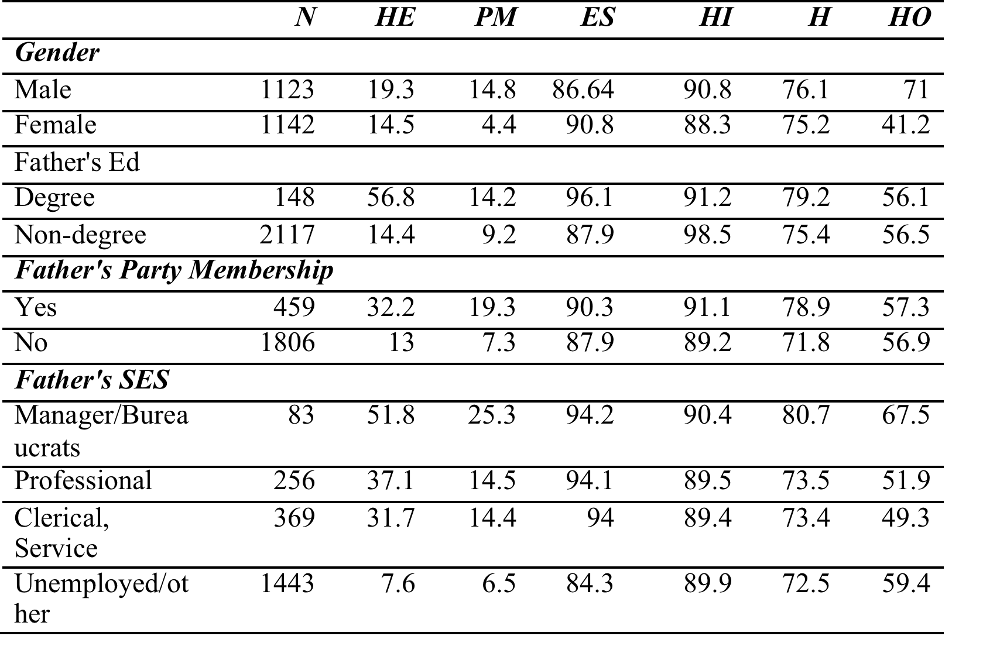 N HE PM ES HI H HO
Gender
Male 1123 19.3 14.8 86.64 90.8 76.1 71
Female 1142 14.5 4.4 90.8 88.3 75.2 41.2
Father's Ed
Degree 148 56.8 14.2 96.1 91.2 79.2 56.1
Non-degree 2117 14.4 9.2 87.9 98.5 75.4 56.5
Father's Party Membership
Yes 459 32.2 19.3 90.3 91.1 78.9 57.3
No 1806 13 7.3 87.9 89.2 71.8 56.9
Father's SES
Manager/Burea 83 51.8 25.3 94.2 90.4 80.7 67.5
ucrats
Professional 256 37.1 14.5 94.1 89.5 73.5 51.9
Clerical, 369 31.7 14.4 94 89.4 73.4 49.3
Service
Unemployed/ot 1443 7.6 6.5 84.3 89.9 72.5 59.4
her